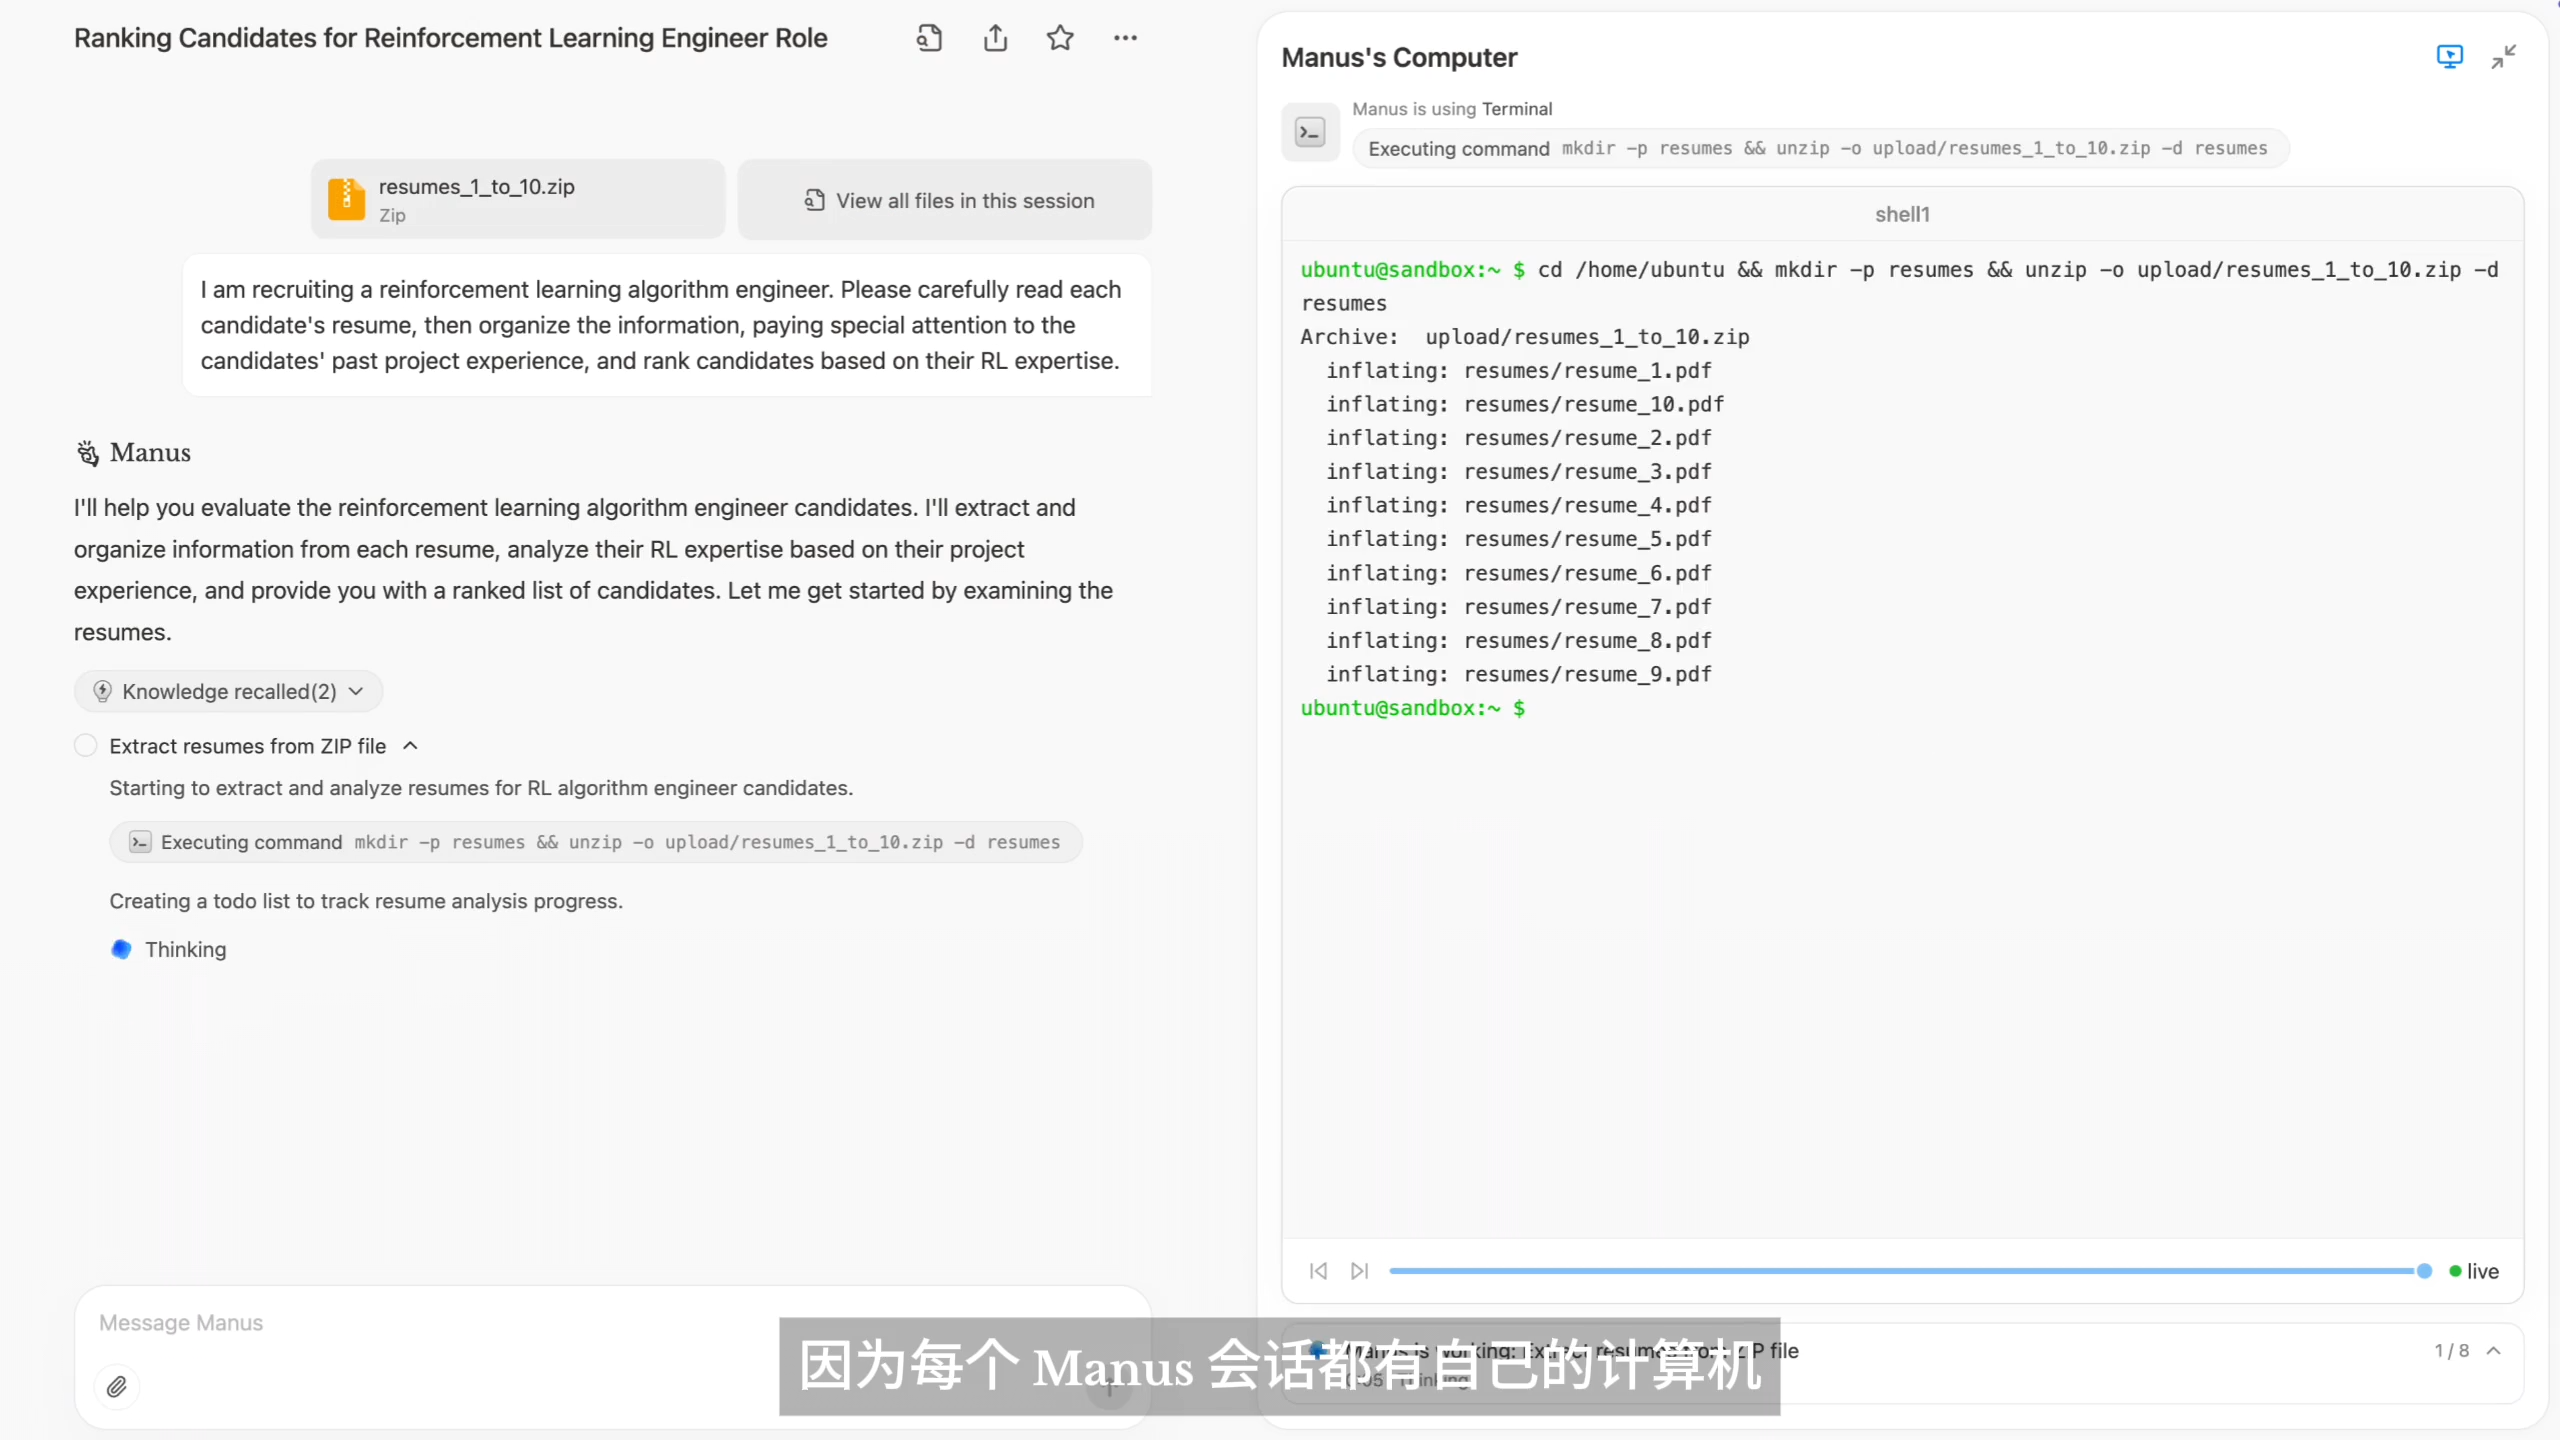 Ranking Candidates for Reinforcement Learning Engineer Role
resumes_1_to_10.zip
Zip
View all files in this session
I am recruiting a reinforcement learning algorithm engineer. Please carefully read each
candidate's resume, then organize the information, paying special attention to the
candidates' past project experience, and rank candidates based on their RL expertise.
Manus
I'll help you evaluate the reinforcement learning algorithm engineer candidates. I'll extract and
organize information from each resume, analyze their RL expertise based on their project
experience, and provide you with a ranked list of candidates. Let me get started by examining the
resumes.
Knowledge recalled(2)
Extract resumes from ZIP file
Starting to extract and analyze resumes for RL algorithm engineer candidates.
Executing command mkdir -p resumes && unzip -o upload/resumes_1_to_10.zip -d resumes
Creating a todo list to track resume analysis progress.
Thinking
Message Manus
Manus's Computer
Manus is using Terminal
Executing command mkdir -p resumes && unzip -o upload/resumes_1_to_10.zip -d resumes
shell1
ubuntu@sandbox:~ $ cd /home/ubuntu && mkdir -p resumes && unzip -o upload/resumes_1_to_10.zip -d
resumes
Archive:  upload/resumes_1_to_10.zip
inflating: resumes/resume_1.pdf
inflating: resumes/resume_10.pdf
inflating: resumes/resume_2.pdf
inflating: resumes/resume_3.pdf
inflating: resumes/resume_4.pdf
inflating: resumes/resume_5.pdf
inflating: resumes/resume_6.pdf
inflating: resumes/resume_7.pdf
inflating: resumes/resume_8.pdf
inflating: resumes/resume_9.pdf
ubuntu@sandbox:~ $
live
Manus is working: Extract resumes from ZIP file
1 / 8
0:05 Thinking
因为每个 Manus 会话都有自己的计算机